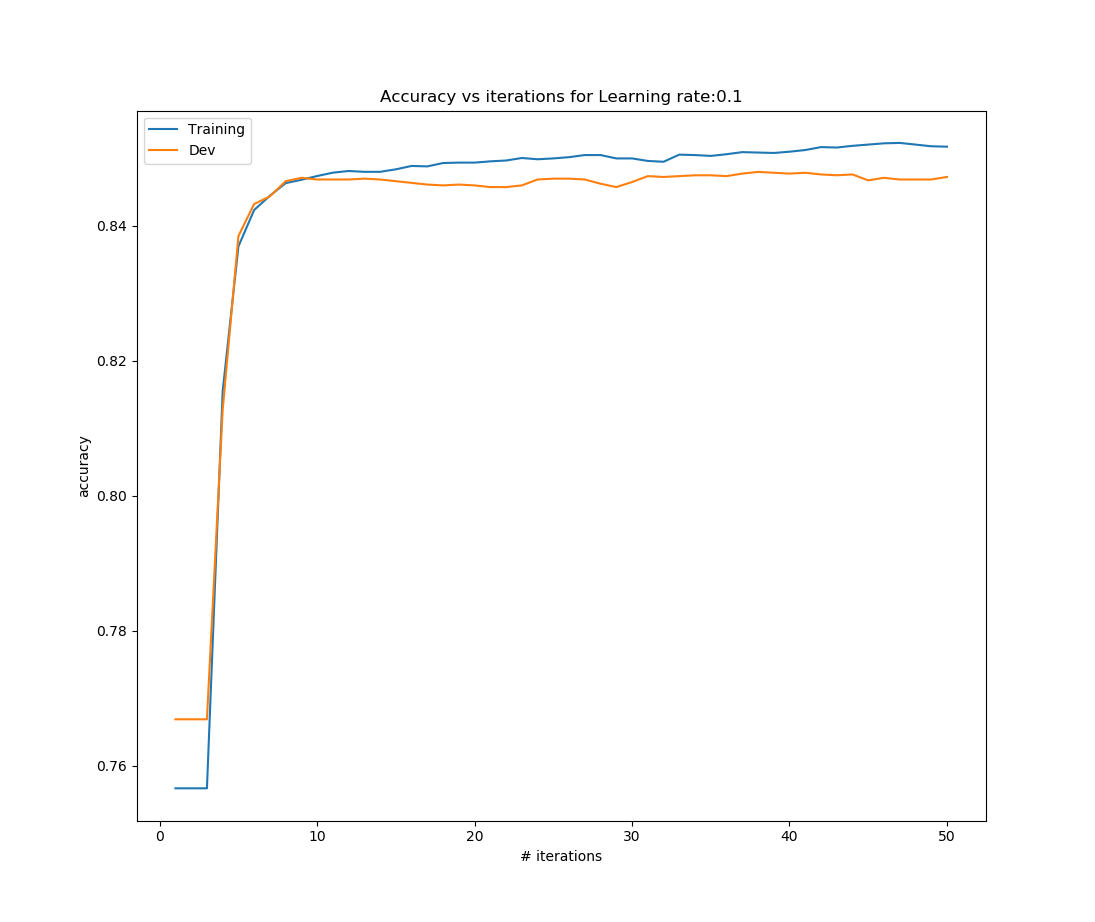 Accuracy vs iterations for Learning rate:0.1
Training
Dev
0.84
0.82
0.80
0.78
0.76
accuracy
0 10 20 30 40 50
# iterations